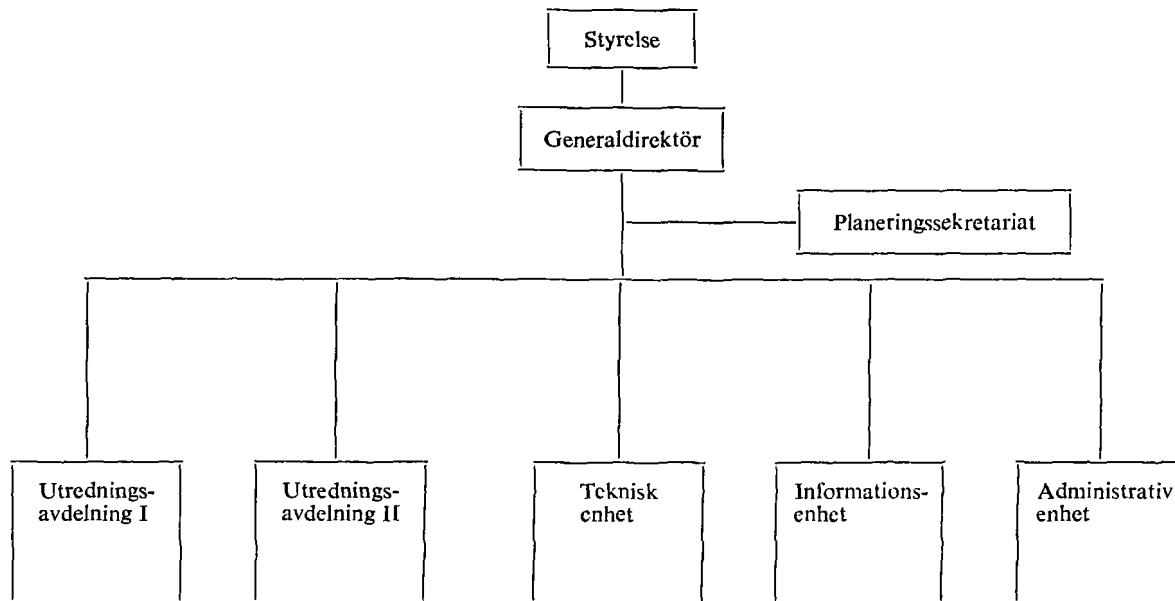 Styrelse
Generaldirektör
Planeringssekretariat
Utrednings-
avdelning I
Utrednings-
avdelning II
Teknisk
enhet
Informations-
enhet
Administrativ
enhet